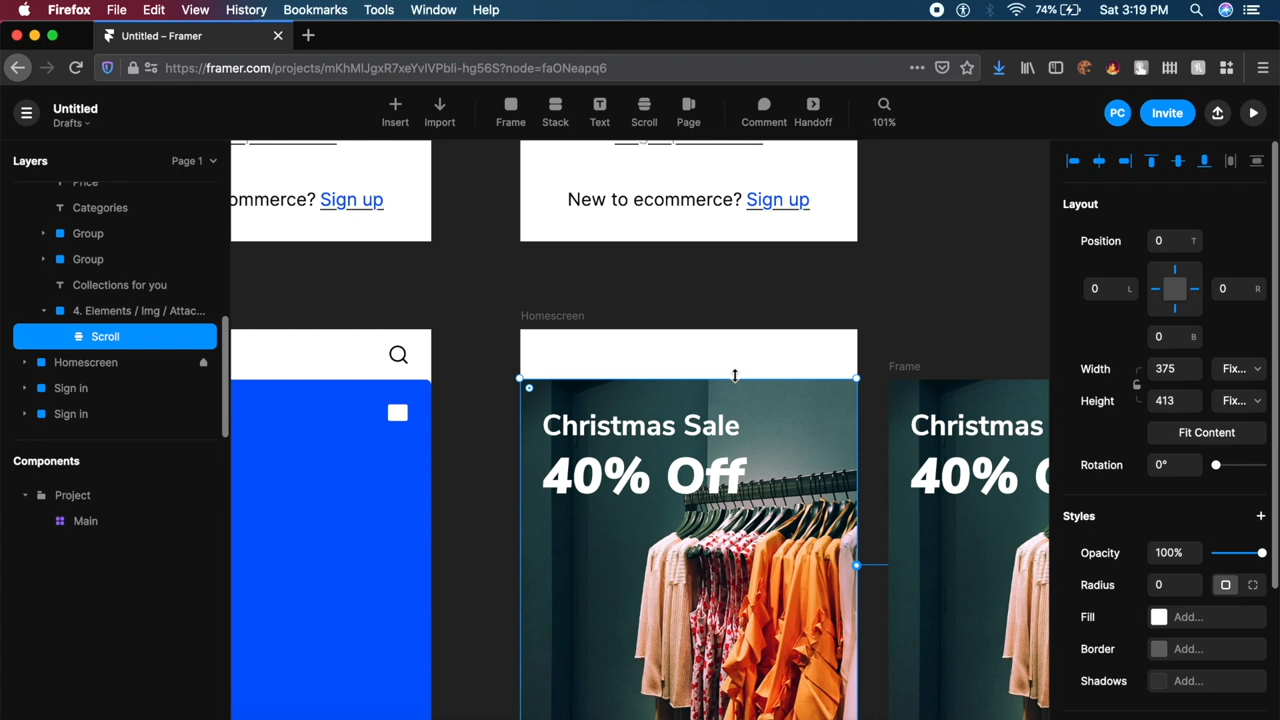 Firefox File Edit View History Bookmarks Tools Window Help
74% Sat 3:19 PM
Untitled – Framer
https://framer.com/projects/mKhMlJgxR7xeYvlVPbli-hg56S?node=faONeapq6
Untitled
Drafts
Insert
Import
Frame
Stack
Text
Scroll
Page
Comment
Handoff
101%
PC
Invite
Layers
Page 1
Price
Categories
Group
Group
Collections for you
4. Elements / Img / Attac...
Scroll
Homescreen
Sign in
Sign in
Components
Project
Main
ommerce? Sign up
New to ecommerce? Sign up
Homescreen
Frame
Christmas Sale
40% Off
Christmas
40%
Layout
Position
0 T
0 L
0 R
0 B
Width 375 Fix...
Height 413 Fix...
Fit Content
Rotation 0°
Styles
Opacity 100%
Radius 0
Fill Add...
Border Add...
Shadows Add...